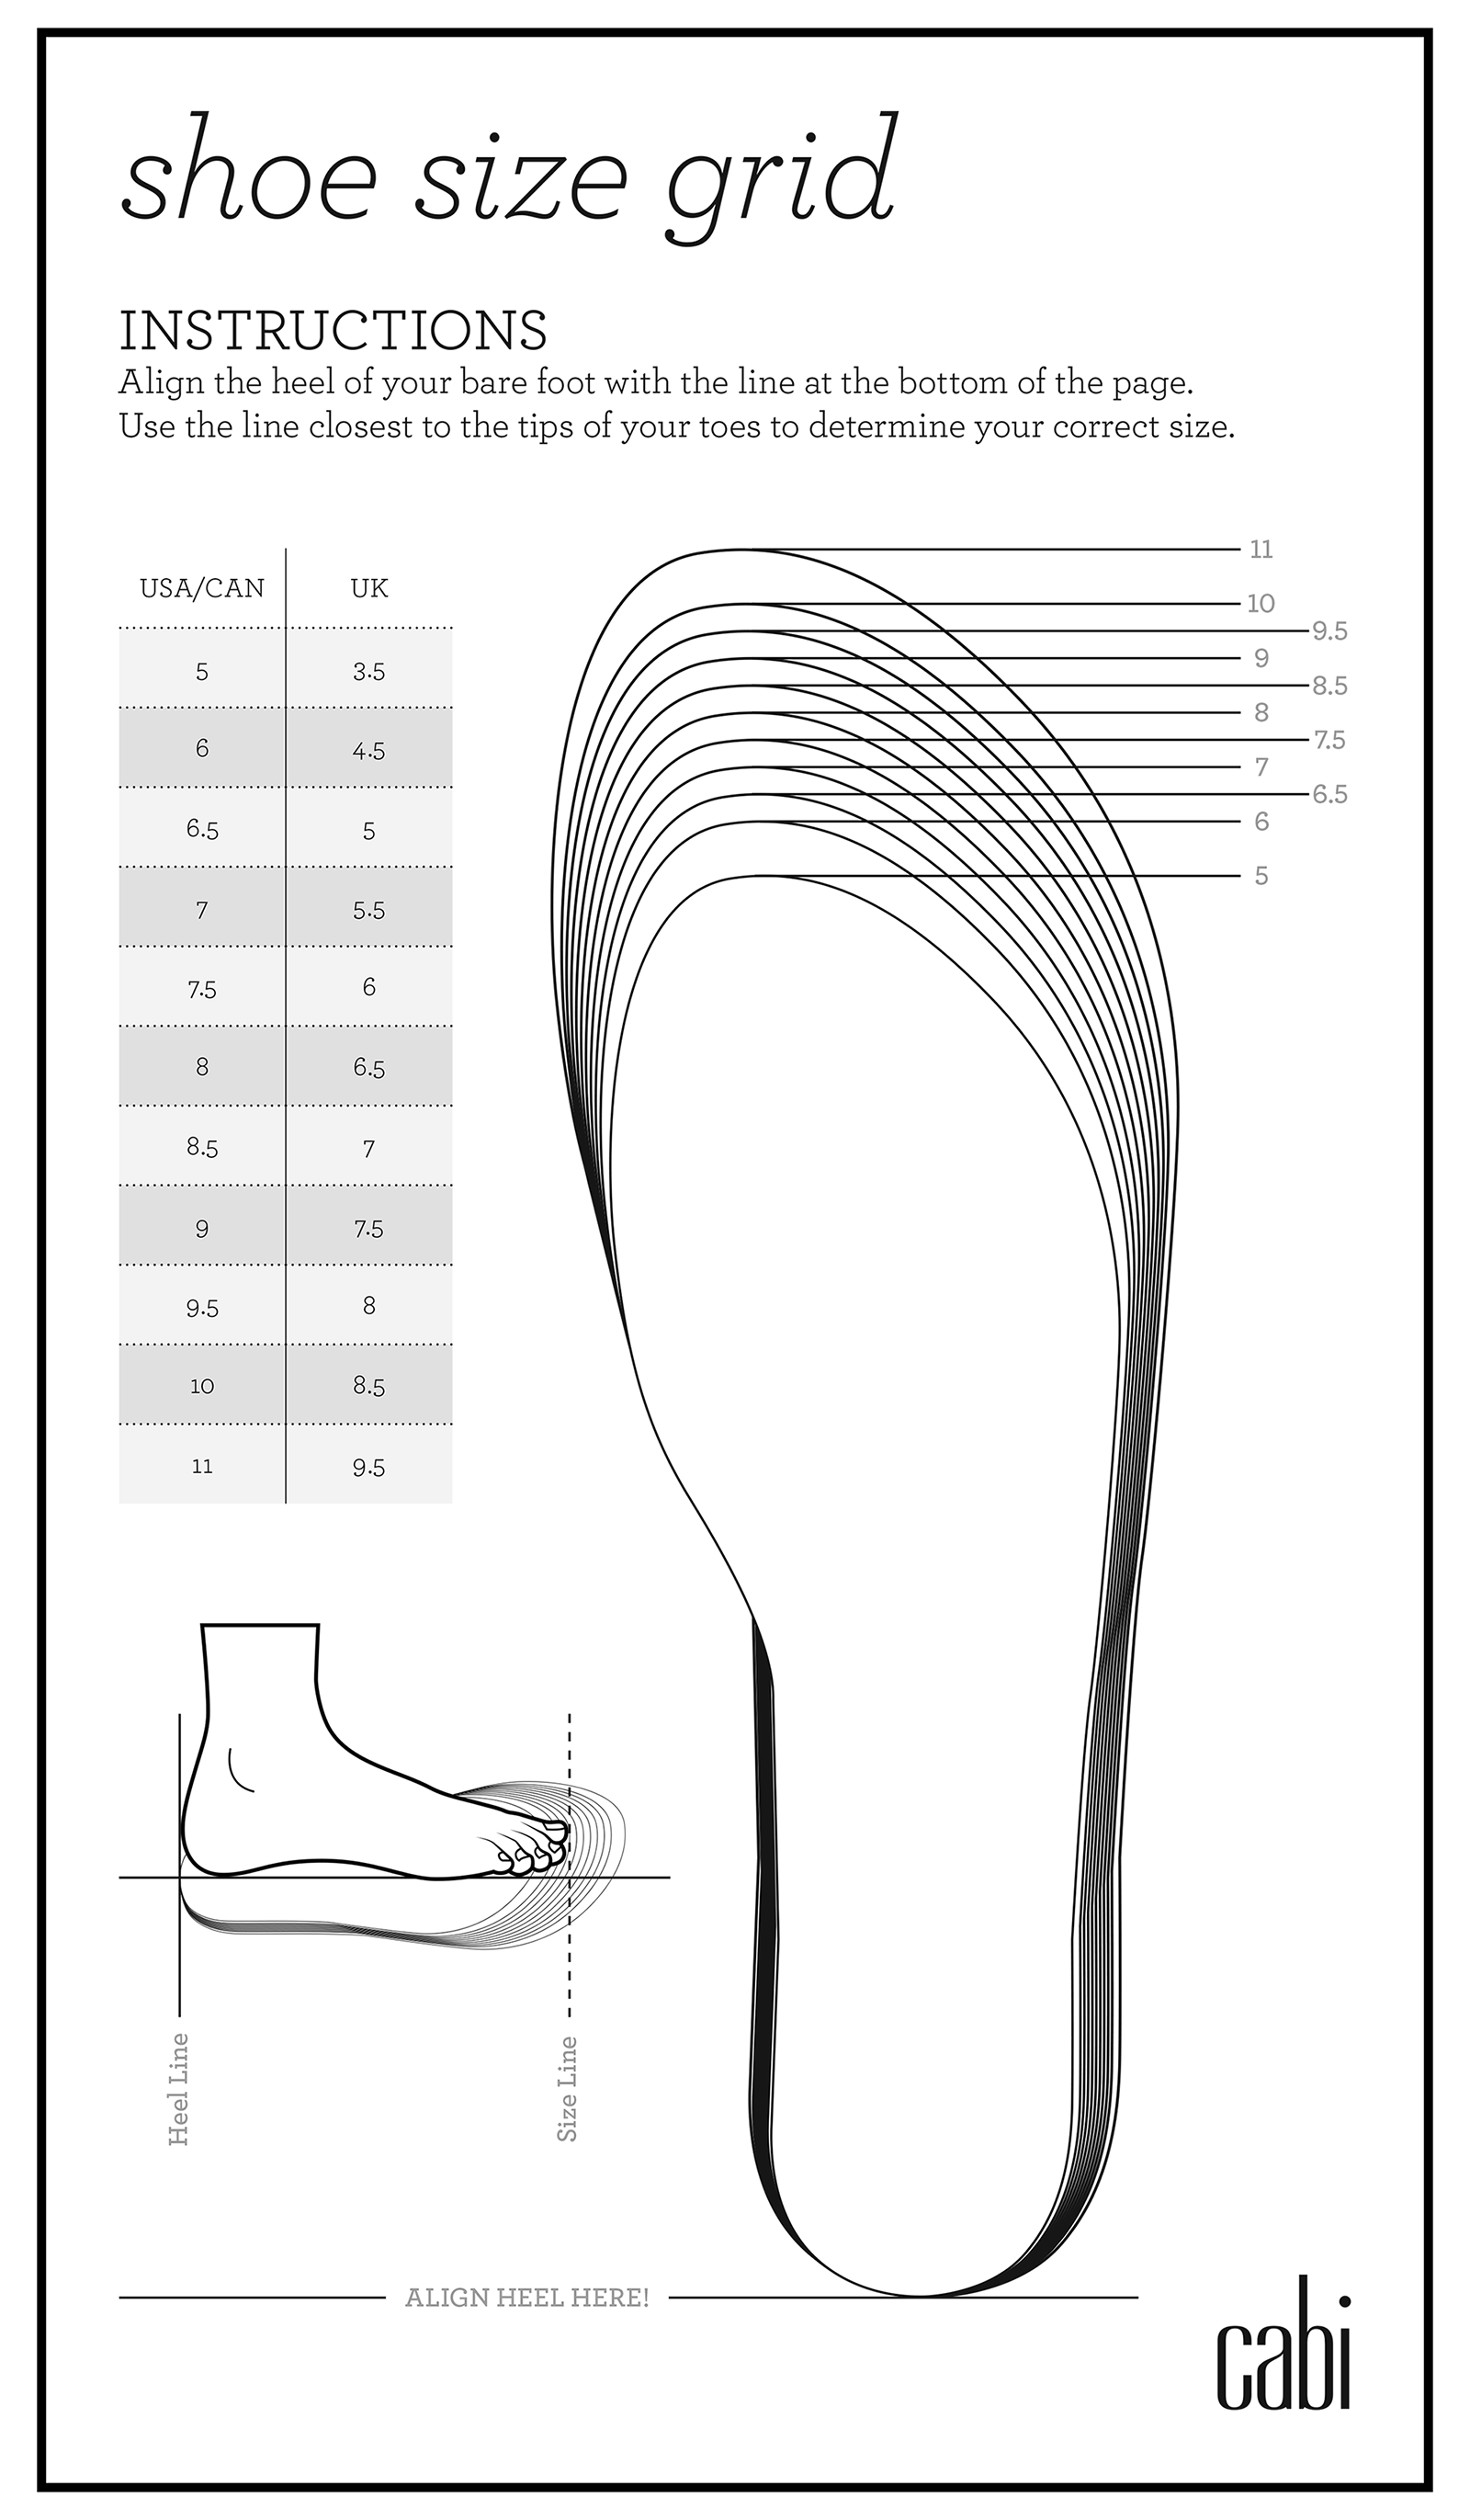 shoe size grid
INSTRUCTIONS
Align the heel of your bare foot with the line at the bottom of the page.
Use the line closest to the tips of your toes to determine your correct size.
USA/CAN UK
5 3.5
6 4.5
6.5 5
7 5.5
7.5 6
8 6.5
8.5 7
9 7.5
9.5 8
10 8.5
11 9.5
11
10
9.5
9
8.5
8
7.5
7
6.5
6
5
Heel Line
Size Line
ALIGN HEEL HERE!
cabi